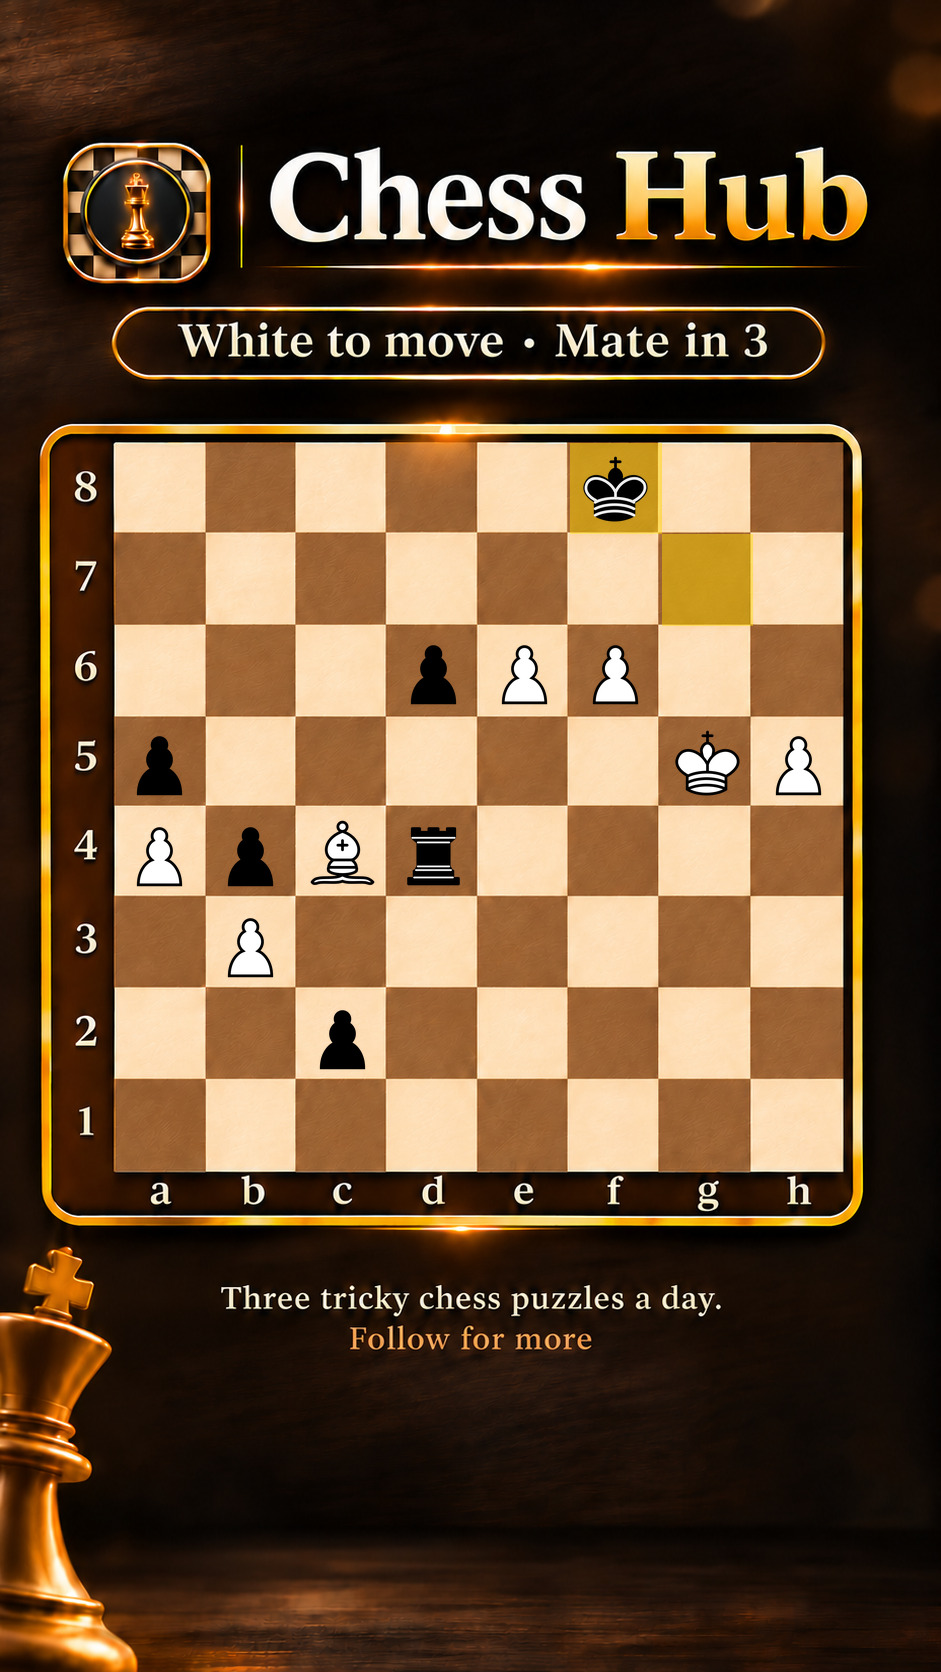 Chess Hub
White to move • Mate in 3
8
7
6
5
4
3
2
1
a b c d e f g h
Three tricky chess puzzles a day.
Follow for more